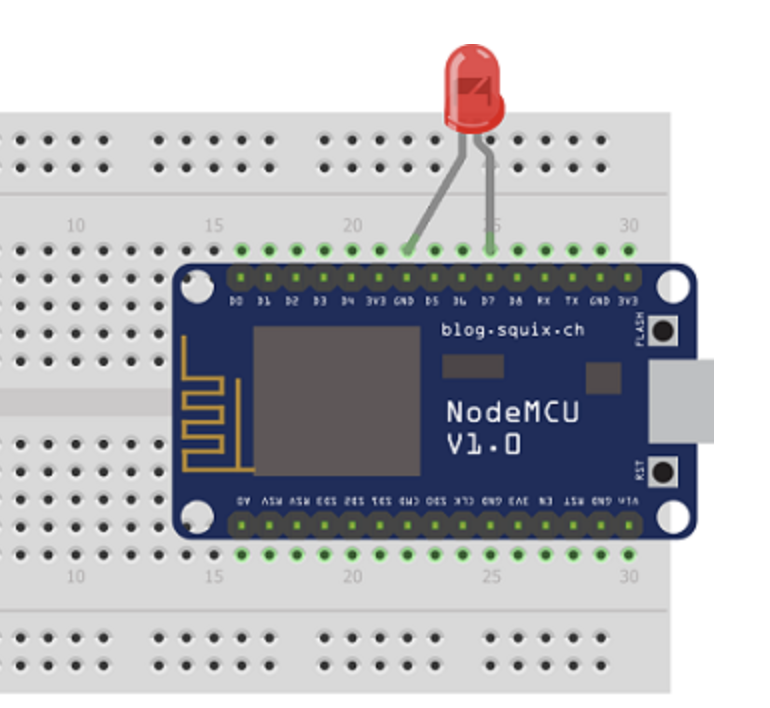 10 15 20 25 30
D0 D1 D2 D3 D4 3V3 GND D5 D6 D7 D8 RX TX GND 3V3
blog.squix.ch
FLASH
NodeMCU
V1.0
RST
A0 RSV RSV SD3 SD2 SD1 CMD SD0 CLK GND 3V3 EN RST GND Vin
10 15 20 25 30